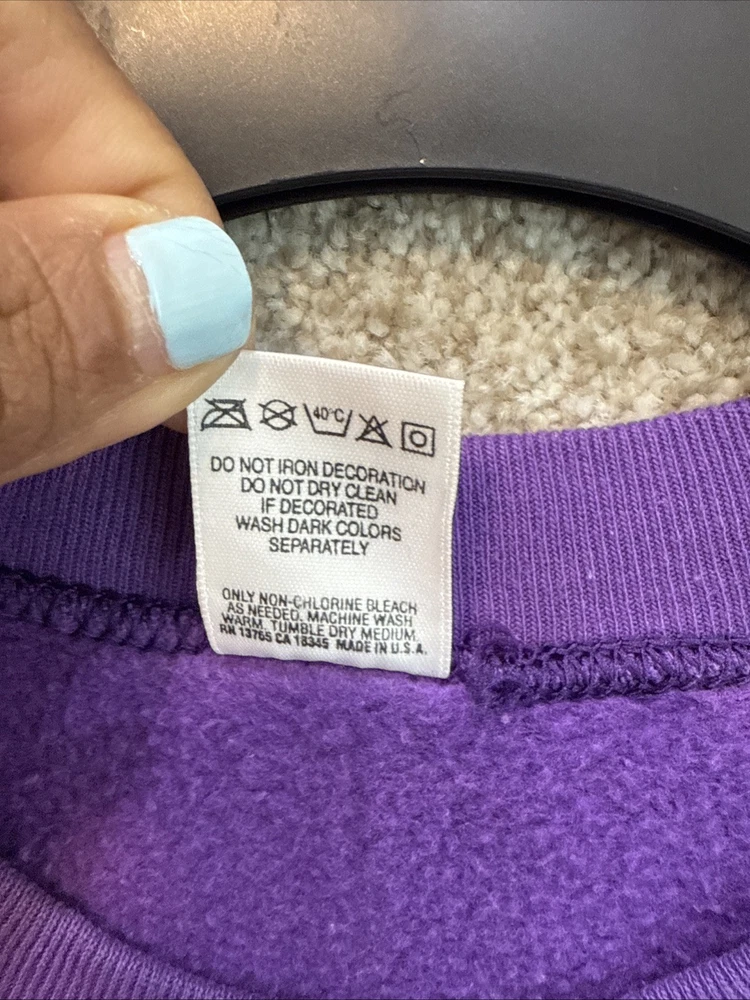 40°C
DO NOT IRON DECORATION
DO NOT DRY CLEAN
IF DECORATED
WASH DARK COLORS
SEPARATELY
ONLY NON-CHLORINE BLEACH
AS NEEDED. MACHINE WASH
WARM. TUMBLE DRY MEDIUM.
RN 13765 CA 18345 MADE IN U.S.A.